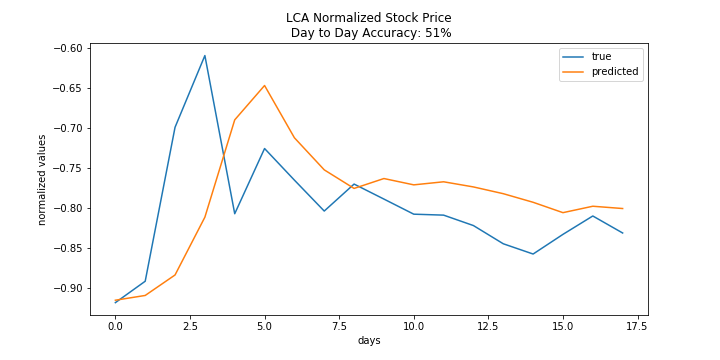 LCA Normalized Stock Price
Day to Day Accuracy: 51%
−0.60
−0.65
−0.70
−0.75
−0.80
−0.85
−0.90
normalized values
true
predicted
0.0 2.5 5.0 7.5 10.0 12.5 15.0 17.5
days